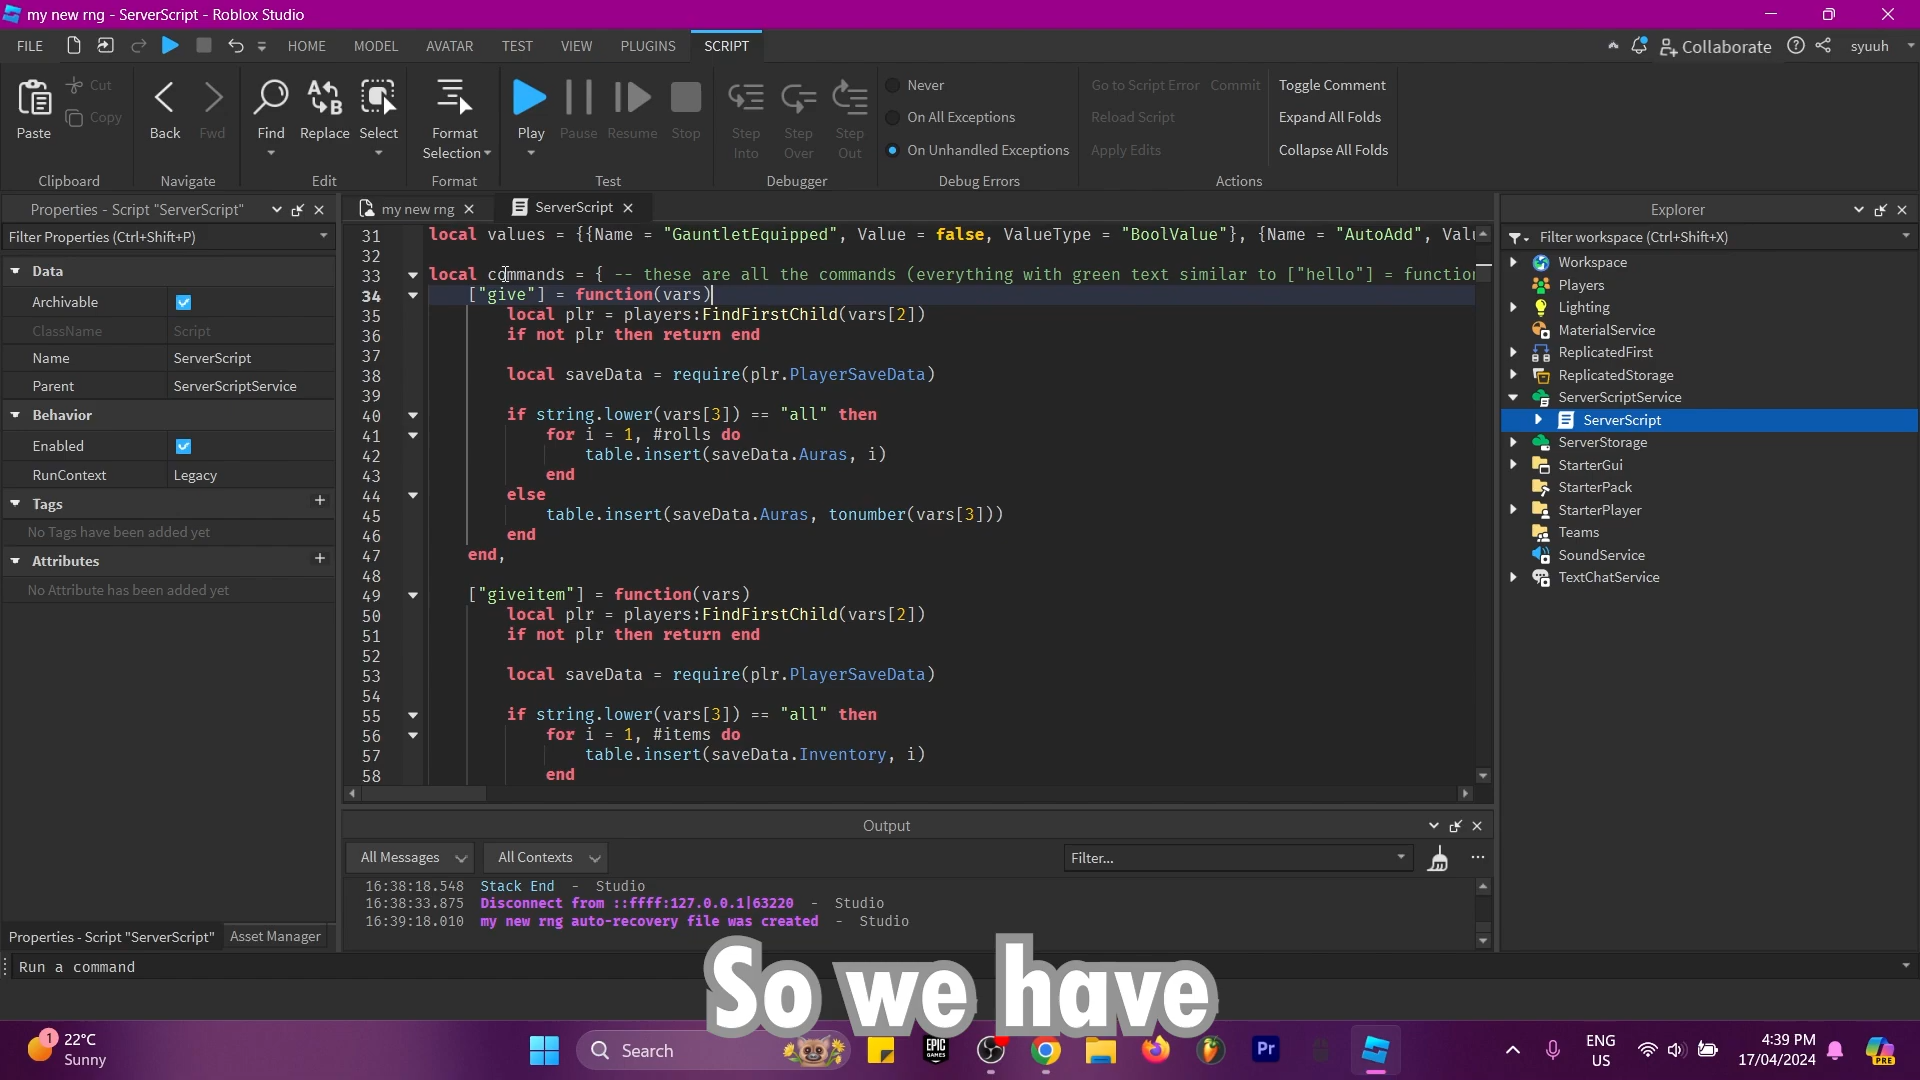 my new rng - ServerScript - Roblox Studio
FILE
HOME
MODEL
AVATAR
TEST
VIEW
PLUGINS
SCRIPT
Collaborate
syuuh
Paste
Cut
Copy
Clipboard
Back
Fwd
Navigate
Find
Replace
Select
Edit
Format
Selection
Format
Play
Pause
Resume
Stop
Test
Step
Into
Step
Over
Step
Out
Debugger
Never
On All Exceptions
On Unhandled Exceptions
Debug Errors
Go to Script Error
Commit
Reload Script
Apply Edits
Toggle Comment
Expand All Folds
Collapse All Folds
Actions
Properties - Script "ServerScript"
Filter Properties (Ctrl+Shift+P)
Data
Archivable
ClassName Script
Name ServerScript
Parent ServerScriptService
Behavior
Enabled
RunContext Legacy
Tags +
No Tags have been added yet
Attributes +
No Attribute has been added yet
Properties - Script "ServerScript"
Asset Manager
my new rng
ServerScript
31 local values = {{Name = "GauntletEquipped", Value = false, ValueType = "BoolValue"}, {Name = "AutoAdd", Valu
32
33 local commands = { -- these are all the commands (everything with green text similar to ["hello"] = function
34 ["give"] = function(vars)
35 local plr = players:FindFirstChild(vars[2])
36 if not plr then return end
37
38 local saveData = require(plr.PlayerSaveData)
39
40 if string.lower(vars[3]) == "all" then
41 for i = 1, #rolls do
42 table.insert(saveData.Auras, i)
43 end
44 else
45 table.insert(saveData.Auras, tonumber(vars[3]))
46 end
47 end,
48
49 ["giveitem"] = function(vars)
50 local plr = players:FindFirstChild(vars[2])
51 if not plr then return end
52
53 local saveData = require(plr.PlayerSaveData)
54
55 if string.lower(vars[3]) == "all" then
56 for i = 1, #items do
57 table.insert(saveData.Inventory, i)
58 end
Explorer
Filter workspace (Ctrl+Shift+X)
Workspace
Players
Lighting
MaterialService
ReplicatedFirst
ReplicatedStorage
ServerScriptService
ServerScript
ServerStorage
StarterGui
StarterPack
StarterPlayer
Teams
SoundService
TextChatService
Output
All Messages
All Contexts
Filter...
16:38:18.548 Stack End - Studio
16:38:33.875 Disconnect from ::ffff:127.0.0.1|63220 - Studio
16:39:18.010 my new rng auto-recovery file was created - Studio
Run a command
So we have
1
22°C
Sunny
Search
EPIC
GAMES
Pr
ENG
US
4:39 PM
17/04/2024
PRE